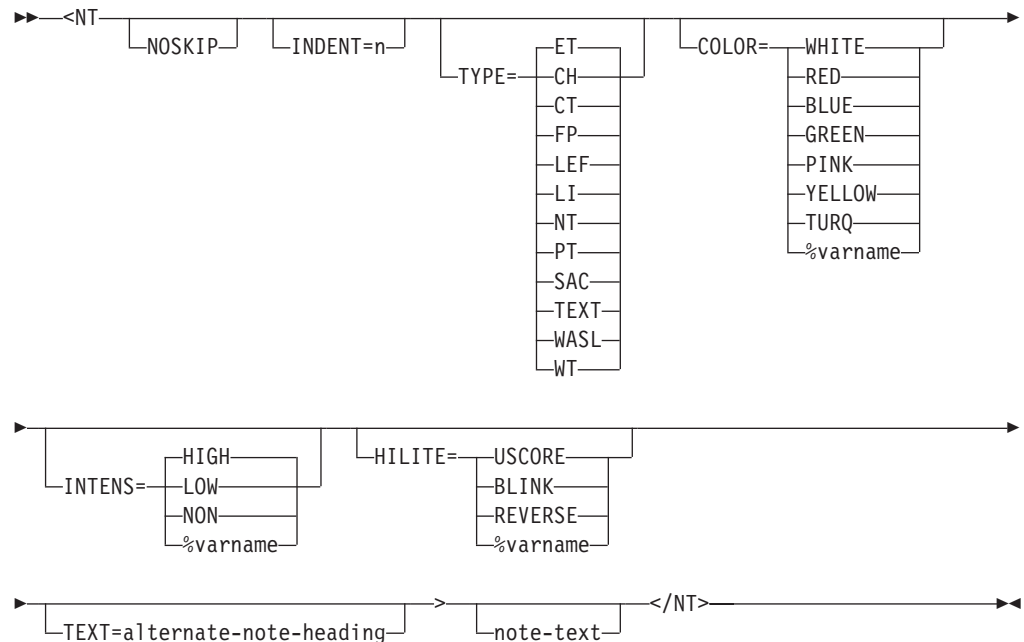 <NT NOSKIP INDENT=n TYPE= ET COLOR= WHITE
CH RED
CT BLUE
FP GREEN
LEF PINK
LI YELLOW
NT TURQ
PT %varname
SAC
TEXT
WASL
WT
INTENS= HIGH HILITE= USCORE
LOW BLINK
NON REVERSE
%varname %varname
TEXT=alternate-note-heading > note-text </NT>